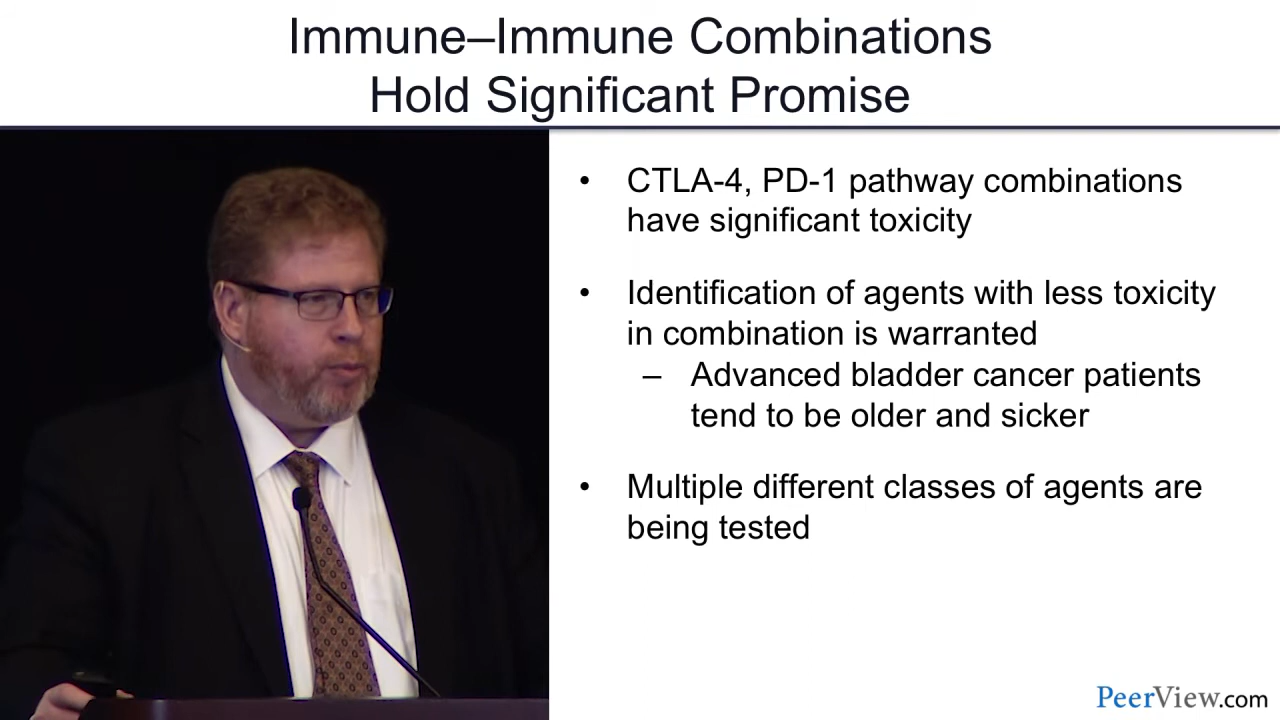 Immune–Immune Combinations
Hold Significant Promise
• CTLA-4, PD-1 pathway combinations
have significant toxicity
• Identification of agents with less toxicity
in combination is warranted
– Advanced bladder cancer patients
tend to be older and sicker
• Multiple different classes of agents are
being tested
PeerView.com